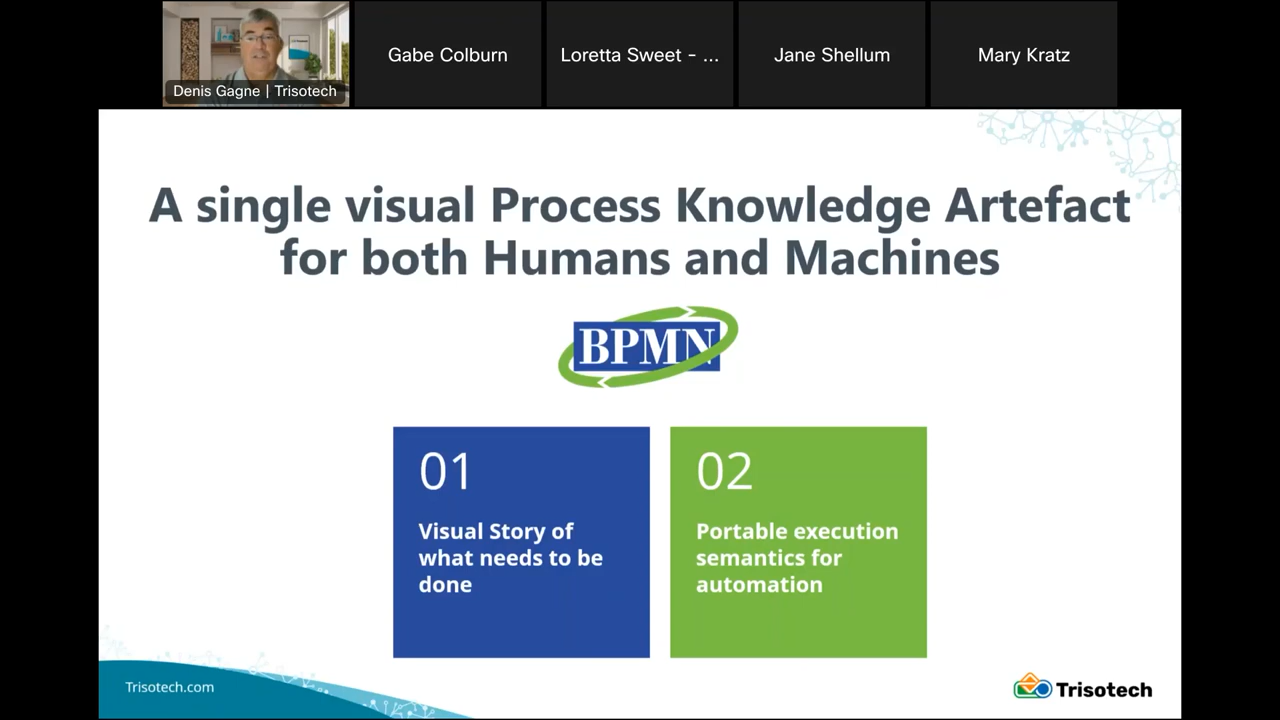 Denis Gagne | Trisotech
Gabe Colburn
Loretta Sweet - ...
Jane Shellum
Mary Kratz
A single visual Process Knowledge Artefact
for both Humans and Machines
BPMN
01
Visual Story of
what needs to be
done
02
Portable execution
semantics for
automation
Trisotech.com
Trisotech